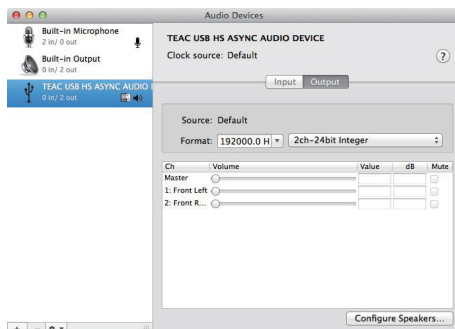 Audio Devices
Built-in Microphone
2 in/ 0 out
Built-in Output
0 in/ 2 out
TEAC USB HS ASYNC AUDIO
0 in/ 2 out
TEAC USB HS ASYNC AUDIO DEVICE
Clock source: Default
?
Input Output
Source: Default
Format: 192000.0 H 2ch-24bit Integer
Ch Volume Value dB Mute
Master
1: Front Left
2: Front R...
Configure Speakers...